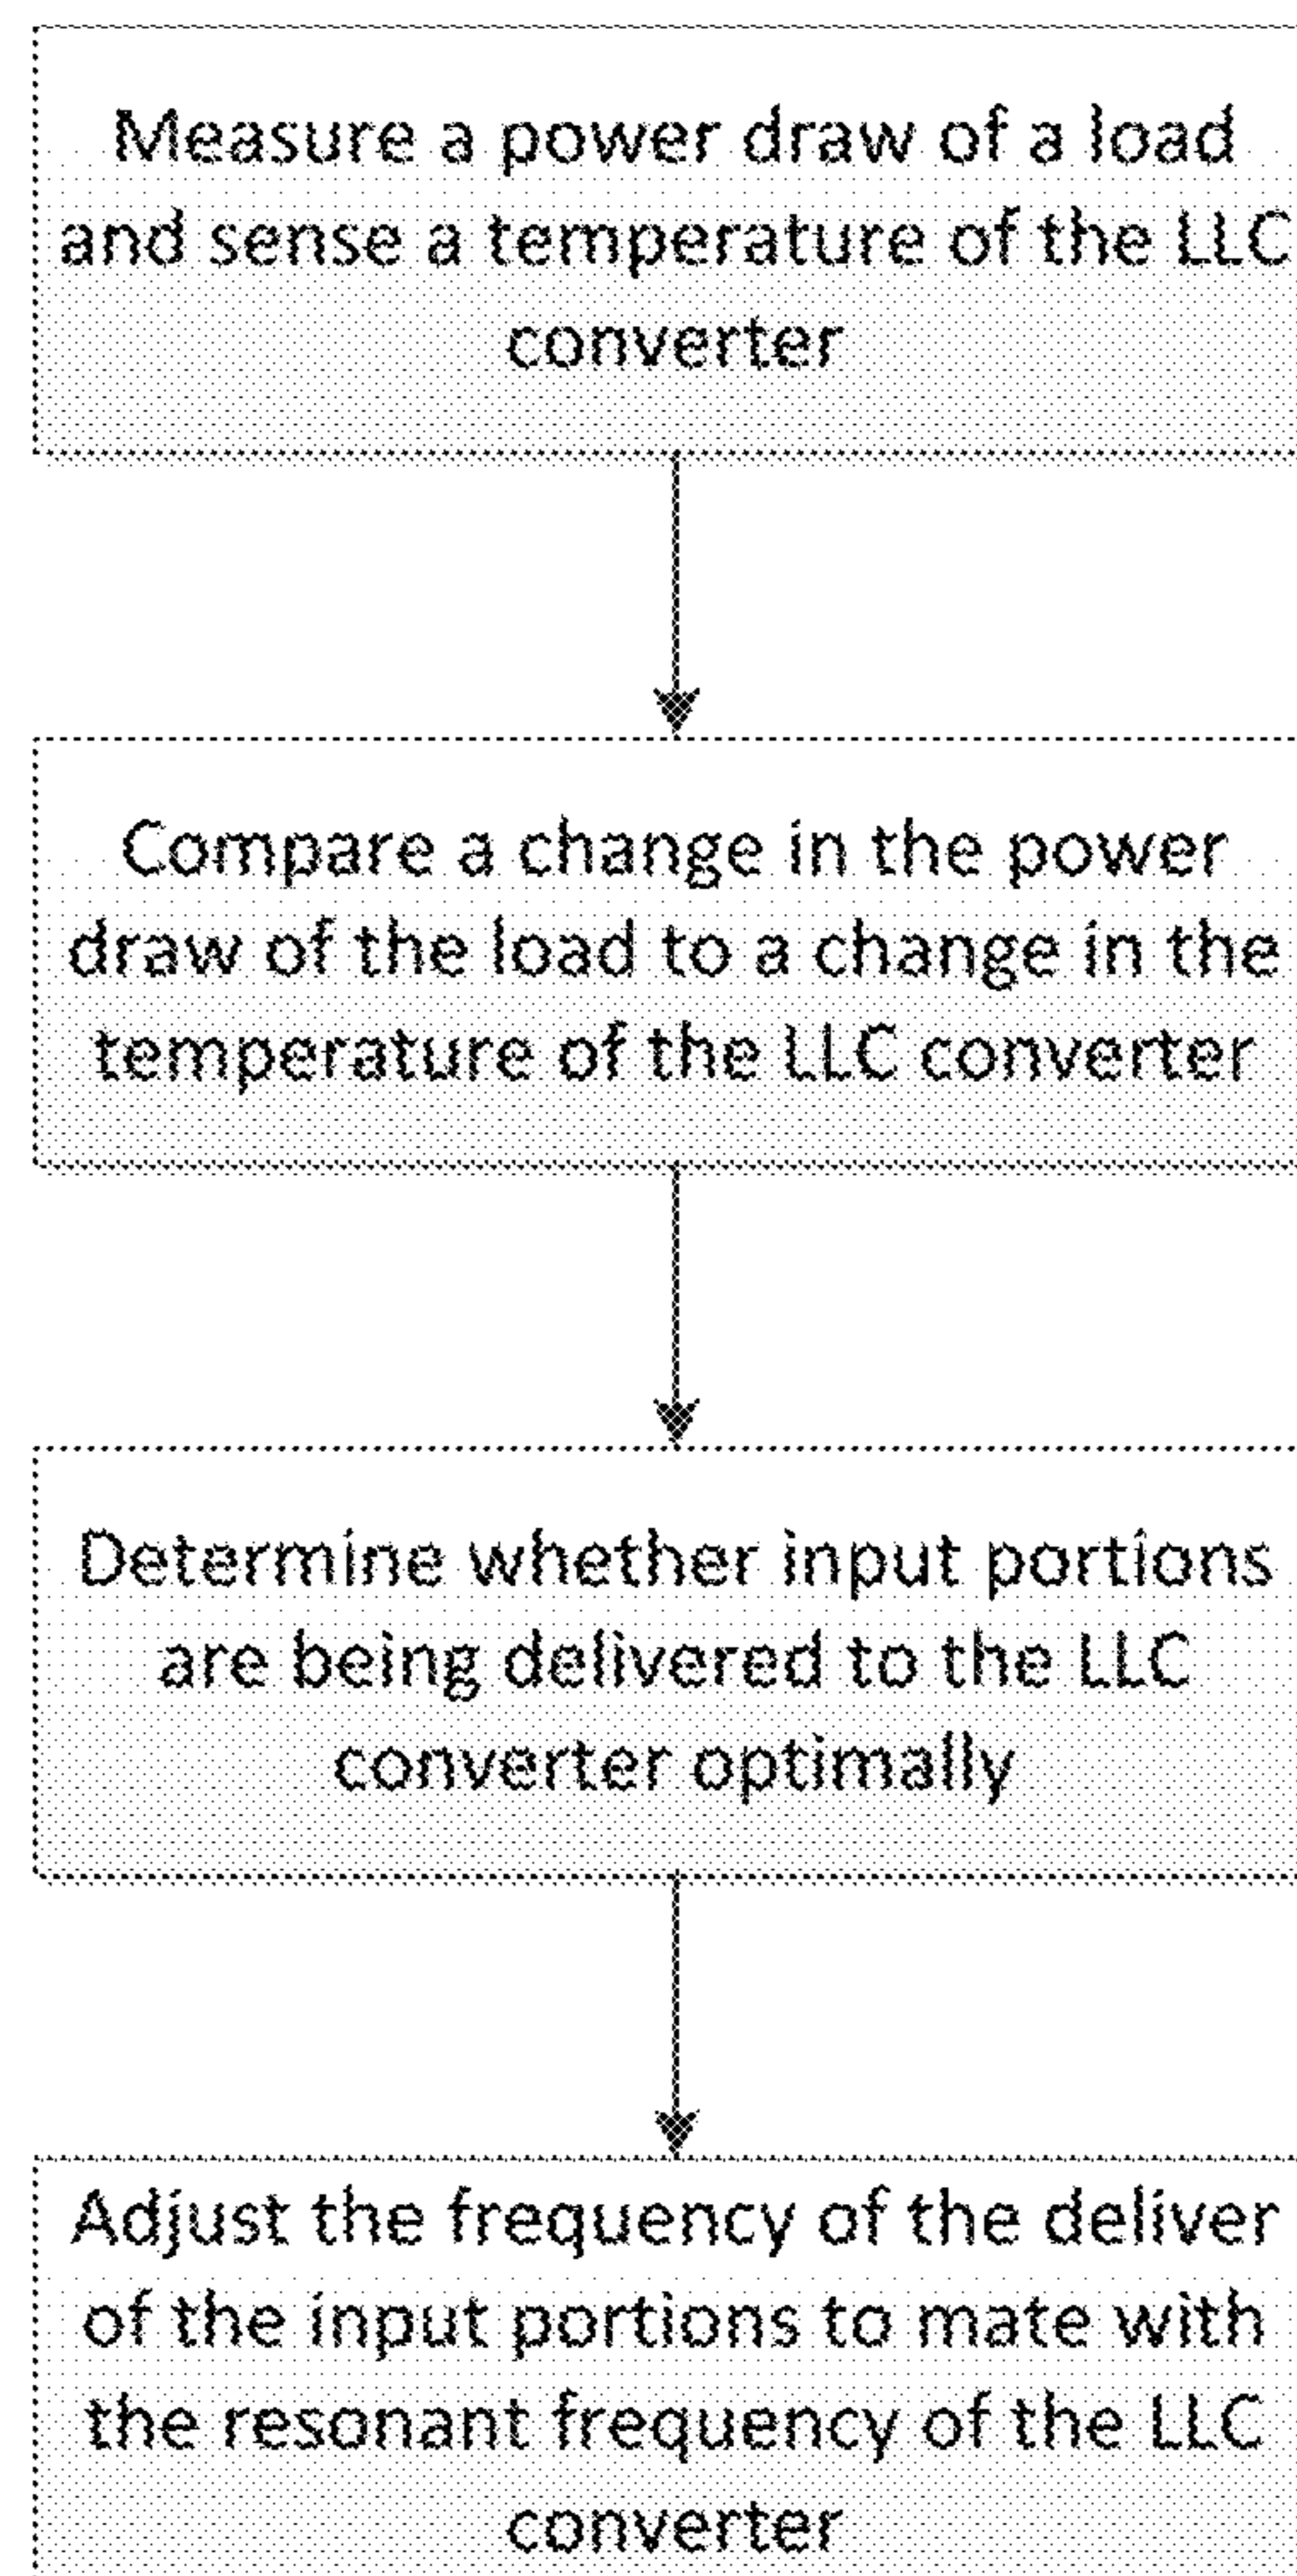 Measure a power draw of a load
and sense a temperature of the LLC
converter
Compare a change in the power
draw of the load to a change in the
temperature of the LLC converter
Determine whether input portions
are being delivered to the LLC
converter optimally
Adjust the frequency of the deliver
of the input portions to mate with
the resonant frequency of the LLC
converter